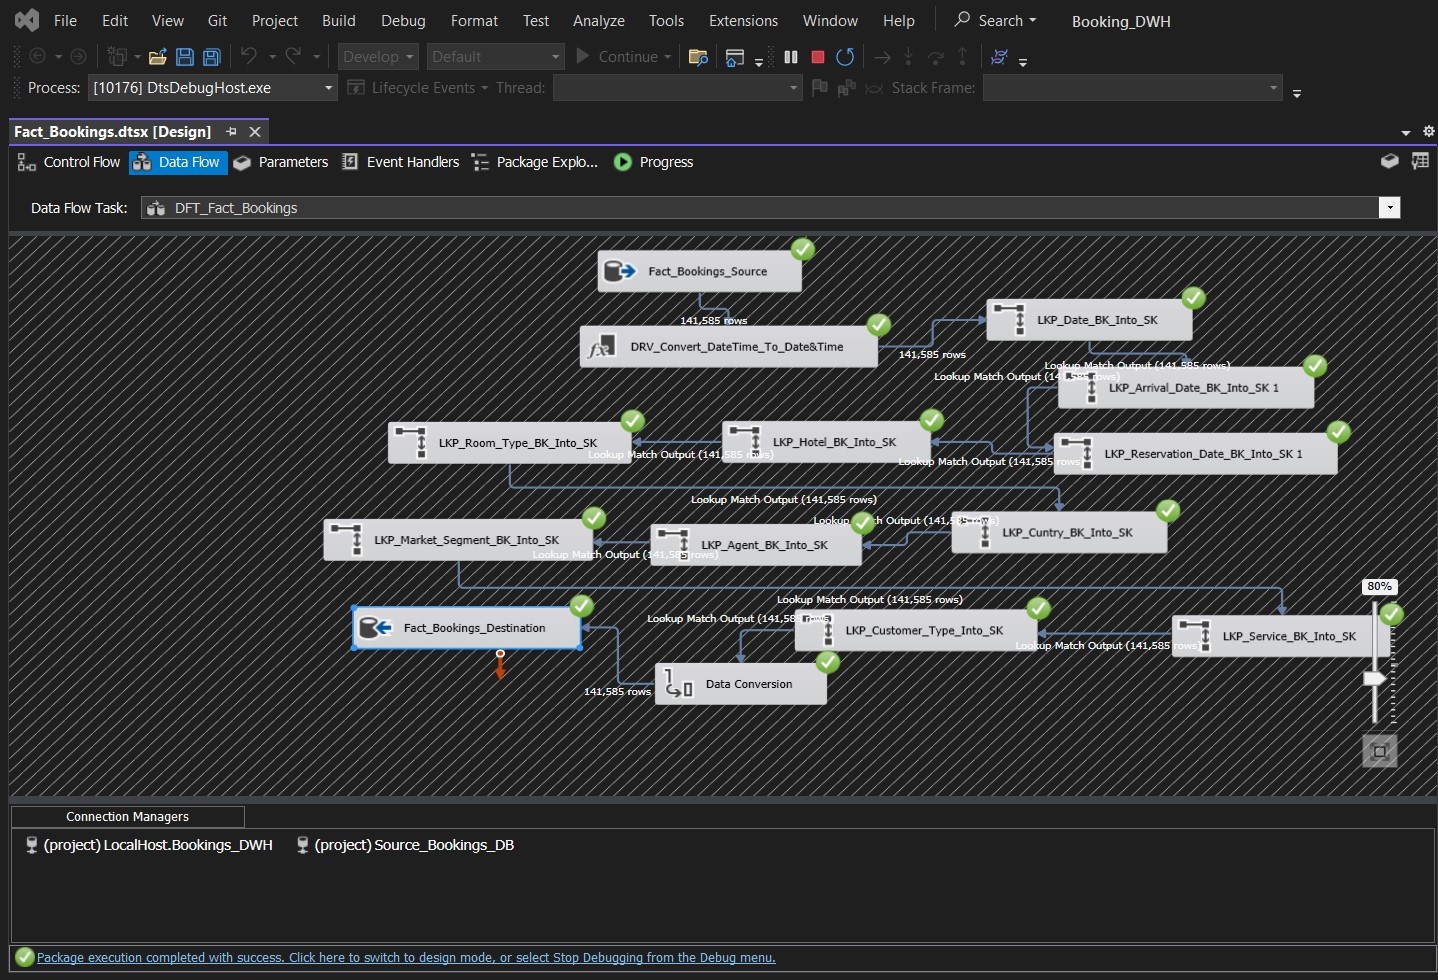 File Edit View Git Project Build Debug Format Test Analyze Tools Extensions Window Help Search Booking_DWH
Develop Default Continue
Process: [10176] DtsDebugHost.exe Lifecycle Events Thread: Stack Frame:
Fact_Bookings.dtsx [Design]
Control Flow Data Flow Parameters Event Handlers Package Explo... Progress
Data Flow Task: DFT_Fact_Bookings
Fact_Bookings_Source
141,585 rows
LKP_Date_BK_Into_SK
DRV_Convert_DateTime_To_Date&Time
141,585 rows
Lookup Match Output (141,585 rows)
Lookup Match Output (141,585 rows)
LKP_Arrival_Date_BK_Into_SK 1
LKP_Room_Type_BK_Into_SK
LKP_Hotel_BK_Into_SK
LKP_Reservation_Date_BK_Into_SK 1
Lookup Match Output (141,585 rows)
Lookup Match Output (141,585 rows)
Lookup Match Output (141,585 rows)
Lookup Match Output (141,585 rows)
LKP_Cuntry_BK_Into_SK
LKP_Market_Segment_BK_Into_SK
LKP_Agent_BK_Into_SK
Lookup Match Output (141,585 rows)
80%
Lookup Match Output (141,585 rows)
Lookup Match Output (141,585 rows)
Fact_Bookings_Destination
LKP_Customer_Type_Into_SK
LKP_Service_BK_Into_SK
Lookup Match Output (141,585 rows)
Data Conversion
141,585 rows
Connection Managers
(project) LocalHost.Bookings_DWH (project) Source_Bookings_DB
Package execution completed with success. Click here to switch to design mode, or select Stop Debugging from the Debug menu.